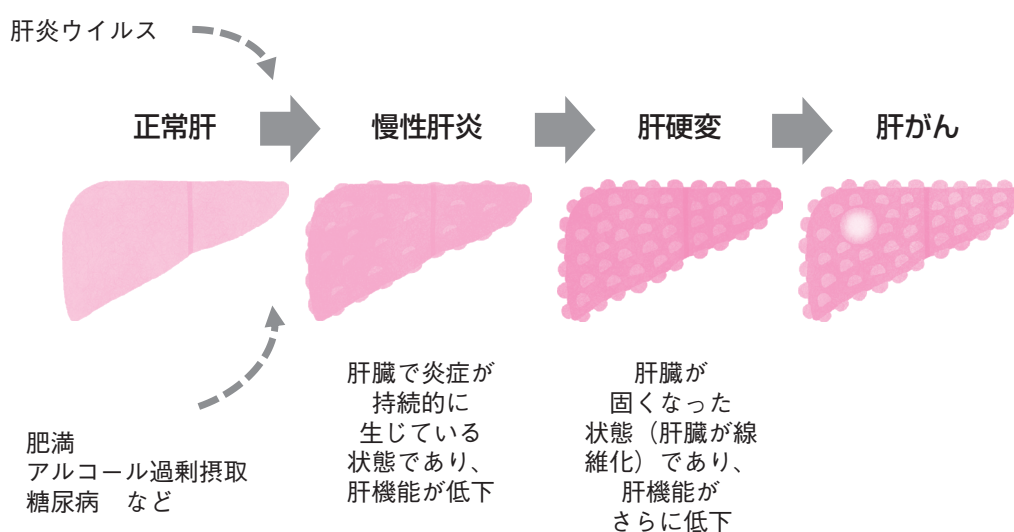 肝炎ウイルス
正常肝
慢性肝炎
肝硬変
肝がん
肝臓で炎症が
持続的に
生じている
状態であり、
肝機能が低下
肝臓が
固くなった
状態（肝臓が線
維化）であり、
肝機能が
さらに低下
肥満
アルコール過剰摂取
糖尿病　など